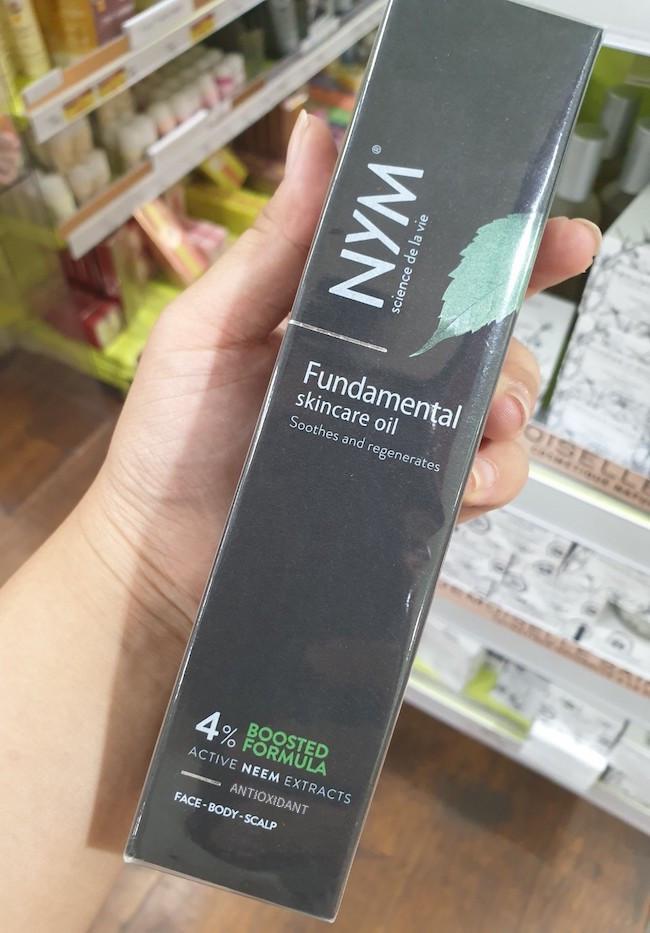 NYM®
science de la vie
Fundamental
skincare oil
Soothes and regenerates
4% BOOSTED
FORMULA
ACTIVE NEEM EXTRACTS
ANTIOXIDANT
FACE - BODY - SCALP